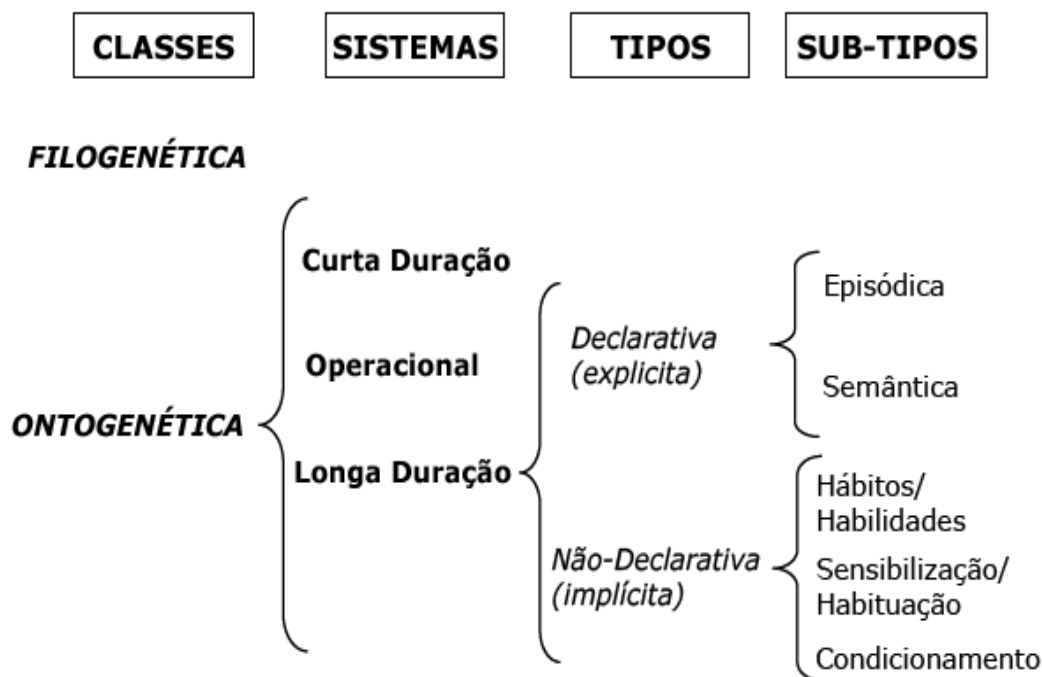 CLASSES SISTEMAS TIPOS SUB-TIPOS
FILOGENÉTICA
ONTOGENÉTICA
Curta Duração
Operacional
Longa Duração
Declarativa
(explicita)
Não-Declarativa
(implícita)
Episódica
Semântica
Hábitos/
Habilidades
Sensibilização/
Habituação
Condicionamento